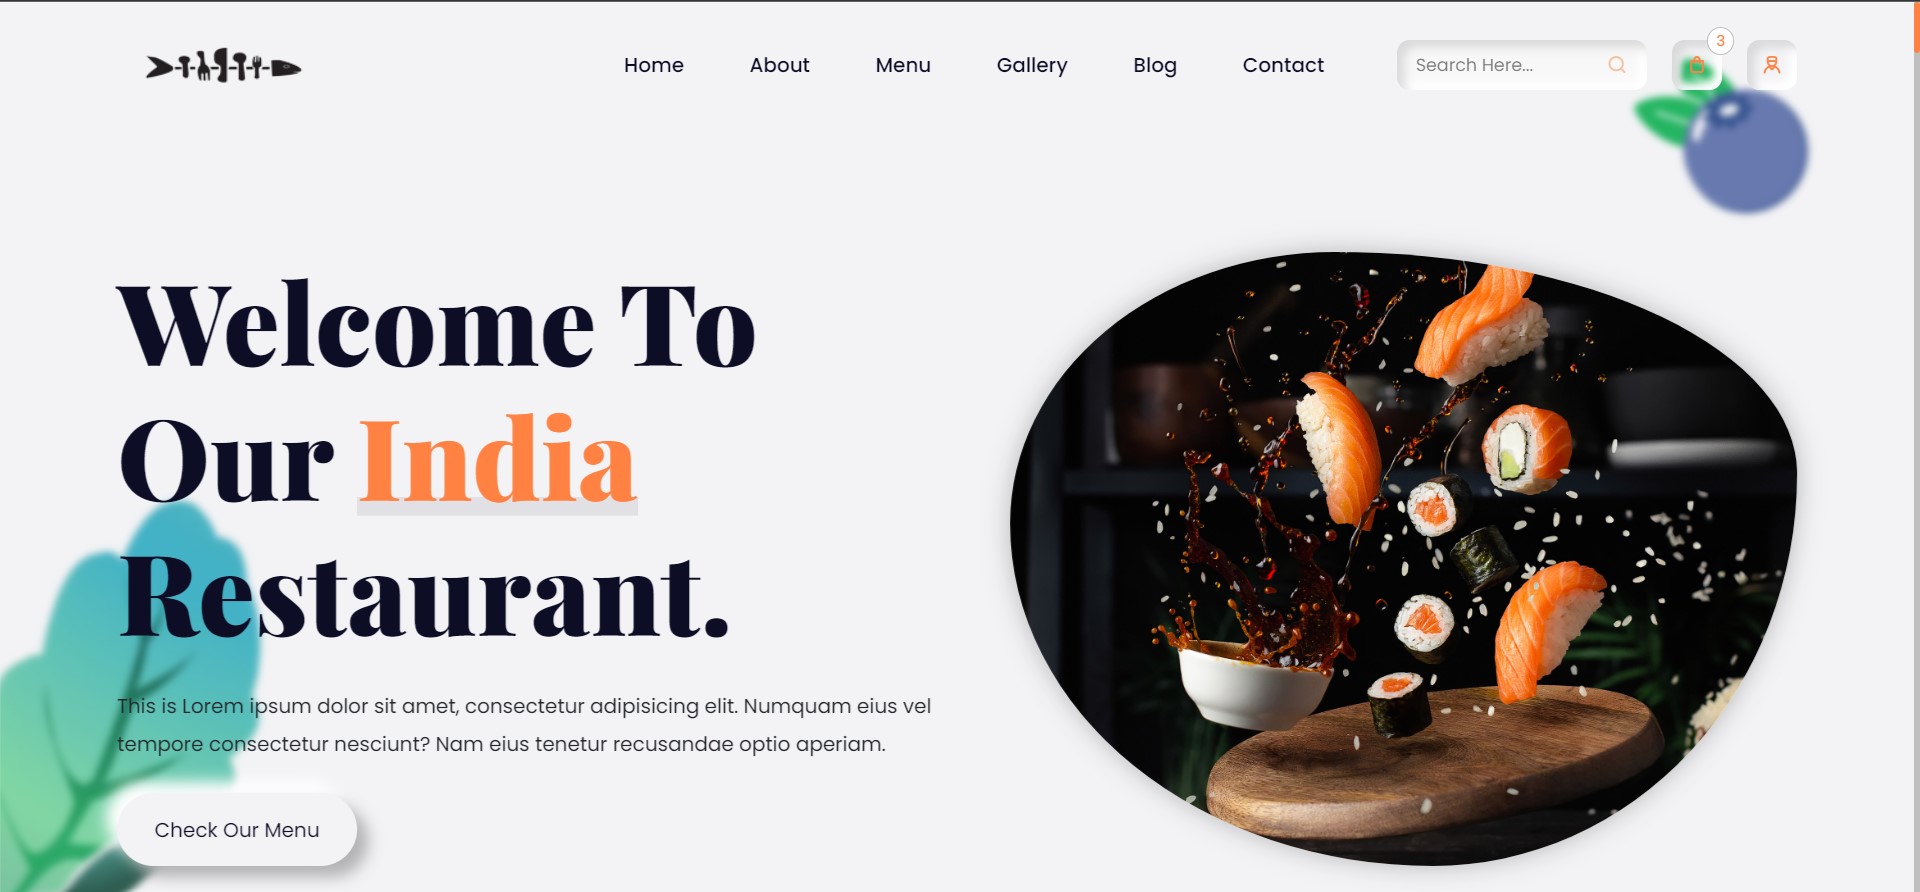 Home
About
Menu
Gallery
Blog
Contact
Search Here...
3
Welcome To
Our India
Restaurant.
This is Lorem ipsum dolor sit amet, consectetur adipisicing elit. Numquam eius vel
tempore consectetur nesciunt? Nam eius tenetur recusandae optio aperiam.
Check Our Menu